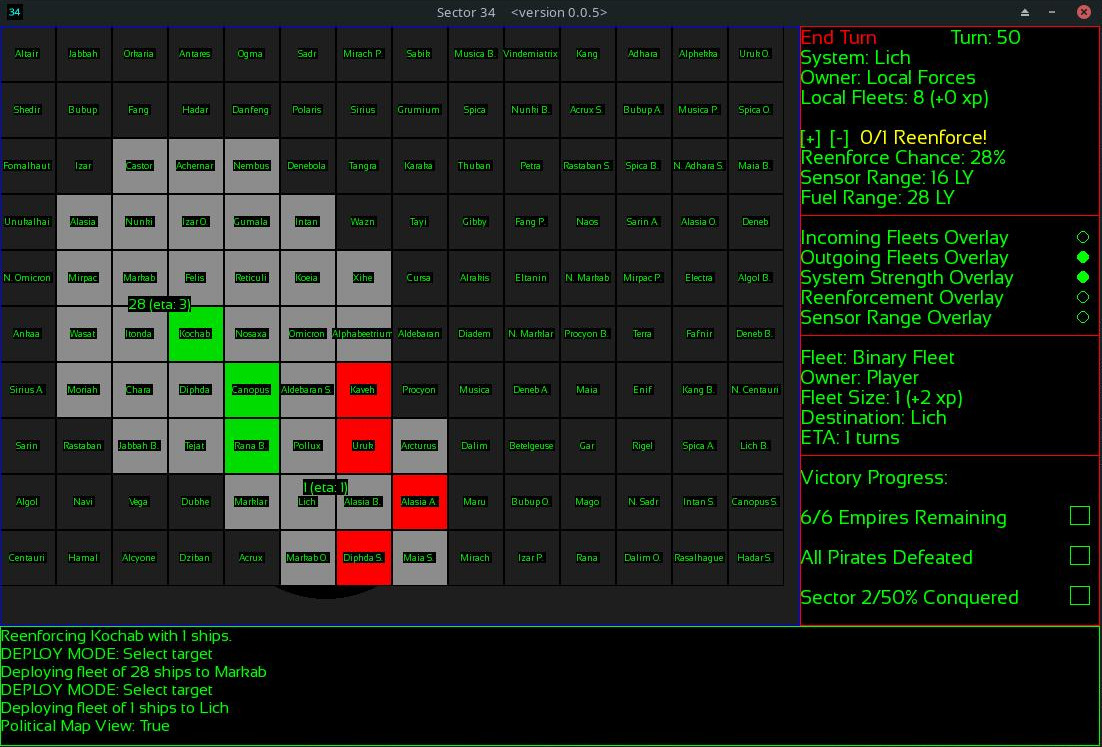 34 Sector 34 <version 0.0.5>
Altair Jabbah Orkaria Antares Ogma Sadr Mirach P. Sabik Musica B. Vindemiatrix Kang Adhara Alphekka Uruk O.
Shedir Bubup Fang Hadar Danfeng Polaris Sirius Grumium Spica Nunki B. Acrux S. Bubup A. Musica P. Spica O.
Fomalhaut Izar Castor Achernar Nembus Denebola Tangra Karaka Thuban Petra Rastaban S. Spica B. N. Adhara S. Maia B.
Unukalhai Alasia Nunki Izar O. Gumala Intan Wazn Tayi Gibby Fang P. Naos Sarin A. Alasia O. Deneb
N. Omicron Mirpac Markab Felis Reticuli Koeia Xihe Cursa Alrakis Eltanin N. Markab Mirpac P. Electra Algol B.
28 (eta: 3)
Ankaa Wasat Itonda Kochab Nosaxa Omicron Alphabeetrium Aldebaran Diadem N. Marklar Procyon B. Terra Fafnir Deneb B.
Sirius A. Moriah Chara Diphda Canopus Aldebaran S. Kaveh Procyon Musica Deneb A. Maia Enif Kang B. N. Centauri
Sarin Rastaban Jabbah B. Tejat Rana B. Pollux Uruk Arcturus Dalim Betelgeuse Gar Rigel Spica A. Lich B.
1 (eta: 1)
Algol Navi Vega Dubhe Marklar Lich Alasia B. Alasia A. Maru Bubup O. Mago N. Sadr Intan S. Canopus S.
Centauri Hamal Alcyone Dziban Acrux Markab O. Diphda S. Maia S. Mirach Izar P. Rana Dalim O. Rasalhague Hadar S.
End Turn Turn: 50
System: Lich
Owner: Local Forces
Local Fleets: 8 (+0 xp)
[+] [-] 0/1 Reenforce!
Reenforce Chance: 28%
Sensor Range: 16 LY
Fuel Range: 28 LY
Incoming Fleets Overlay
Outgoing Fleets Overlay
System Strength Overlay
Reenforcement Overlay
Sensor Range Overlay
Fleet: Binary Fleet
Owner: Player
Fleet Size: 1 (+2 xp)
Destination: Lich
ETA: 1 turns
Victory Progress:
6/6 Empires Remaining
All Pirates Defeated
Sector 2/50% Conquered
Reenforcing Kochab with 1 ships.
DEPLOY MODE: Select target
Deploying fleet of 28 ships to Markab
DEPLOY MODE: Select target
Deploying fleet of 1 ships to Lich
Political Map View: True